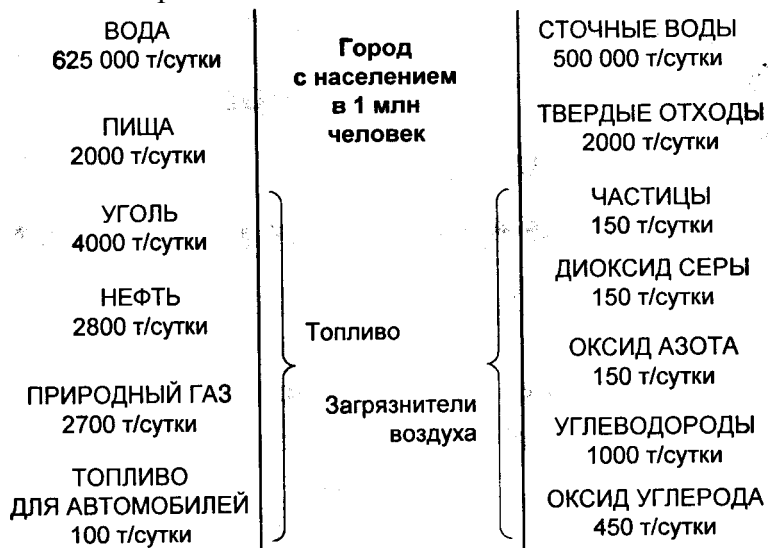 ВОДА
625 000 т/сутки
ПИЩА
2000 т/сутки
УГОЛЬ
4000 т/сутки
НЕФТЬ
2800 т/сутки
ПРИРОДНЫЙ ГАЗ
2700 т/сутки
ТОПЛИВО
ДЛЯ АВТОМОБИЛЕЙ
100 т/сутки
Город
с населением
в 1 млн
человек
Топливо
Загрязнители
воздуха
СТОЧНЫЕ ВОДЫ
500 000 т/сутки
ТВЕРДЫЕ ОТХОДЫ
2000 т/сутки
ЧАСТИЦЫ
150 т/сутки
ДИОКСИД СЕРЫ
150 т/сутки
ОКСИД АЗОТА
150 т/сутки
УГЛЕВОДОРОДЫ
1000 т/сутки
ОКСИД УГЛЕРОДА
450 т/сутки